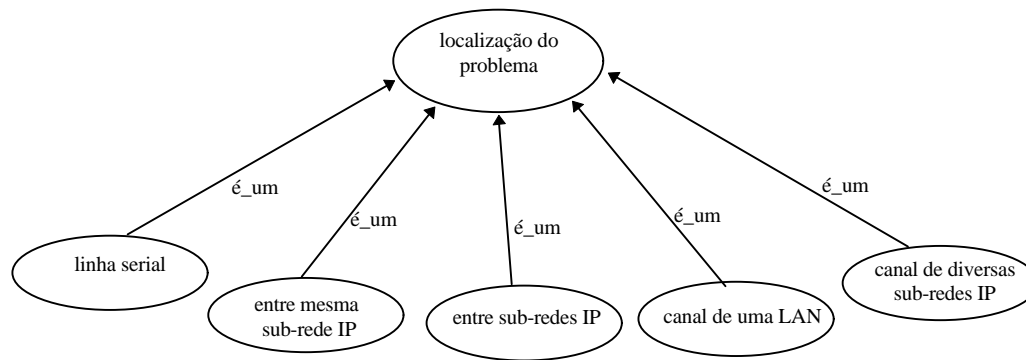 localização do
problema
é_um
é_um
é_um
é_um
é_um
linha serial
entre mesma
sub-rede IP
entre sub-redes IP
canal de uma LAN
canal de diversas
sub-redes IP